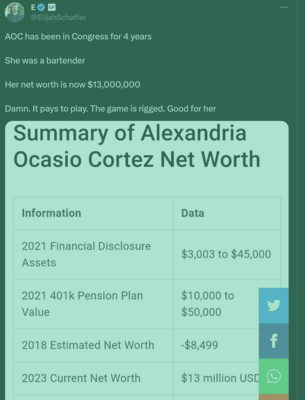 E
@ElijahSchaffer
AOC has been in Congress for 4 years
She was a bartender
Her net worth is now $13,000,000
Damn. It pays to play. The game is rigged. Good for her
Summary of Alexandria
Ocasio Cortez Net Worth
Information Data
2021 Financial Disclosure
Assets
$3,003 to $45,000
2021 401k Pension Plan
Value
$10,000 to
$50,000
2018 Estimated Net Worth -$8,499
2023 Current Net Worth $13 million USD